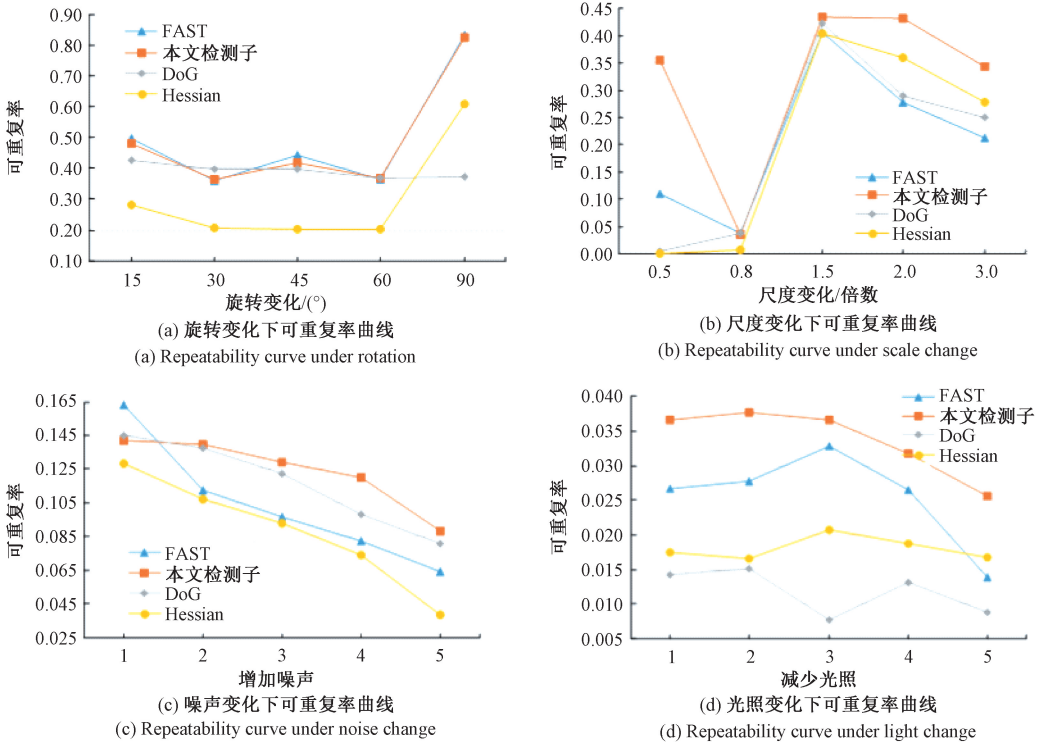 0.90
0.80
0.70
0.60
0.50
0.40
0.30
0.20
0.10
可重复率
FAST
本文检测子
DoG
Hessian
15 30 45 60 90
旋转变化/(°)
(a) 旋转变化下可重复率曲线
(a) Repeatability curve under rotation
0.45
0.40
0.35
0.30
0.25
0.20
0.15
0.10
0.05
0.00
可重复率
FAST
本文检测子
DoG
Hessian
0.5 0.8 1.5 2.0 3.0
尺度变化/倍数
(b) 尺度变化下可重复率曲线
(b) Repeatability curve under scale change
0.165
0.145
0.125
0.105
0.085
0.065
0.045
0.025
可重复率
FAST
本文检测子
DoG
Hessian
1 2 3 4 5
增加噪声
(c) 噪声变化下可重复率曲线
(c) Repeatability curve under noise change
0.040
0.035
0.030
0.025
0.020
0.015
0.010
0.005
可重复率
FAST
本文检测子
DoG
Hessian
1 2 3 4 5
减少光照
(d) 光照变化下可重复率曲线
(d) Repeatability curve under light change